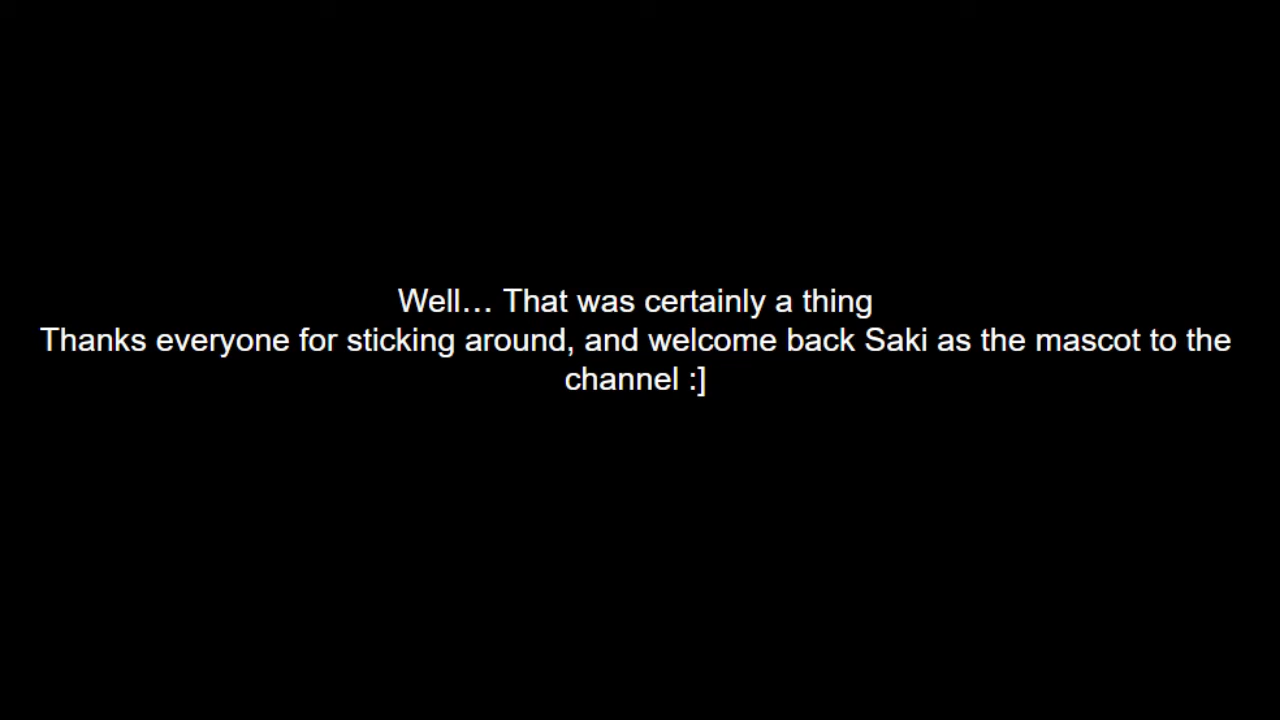 Well… That was certainly a thing
Thanks everyone for sticking around, and welcome back Saki as the mascot to the
channel :]